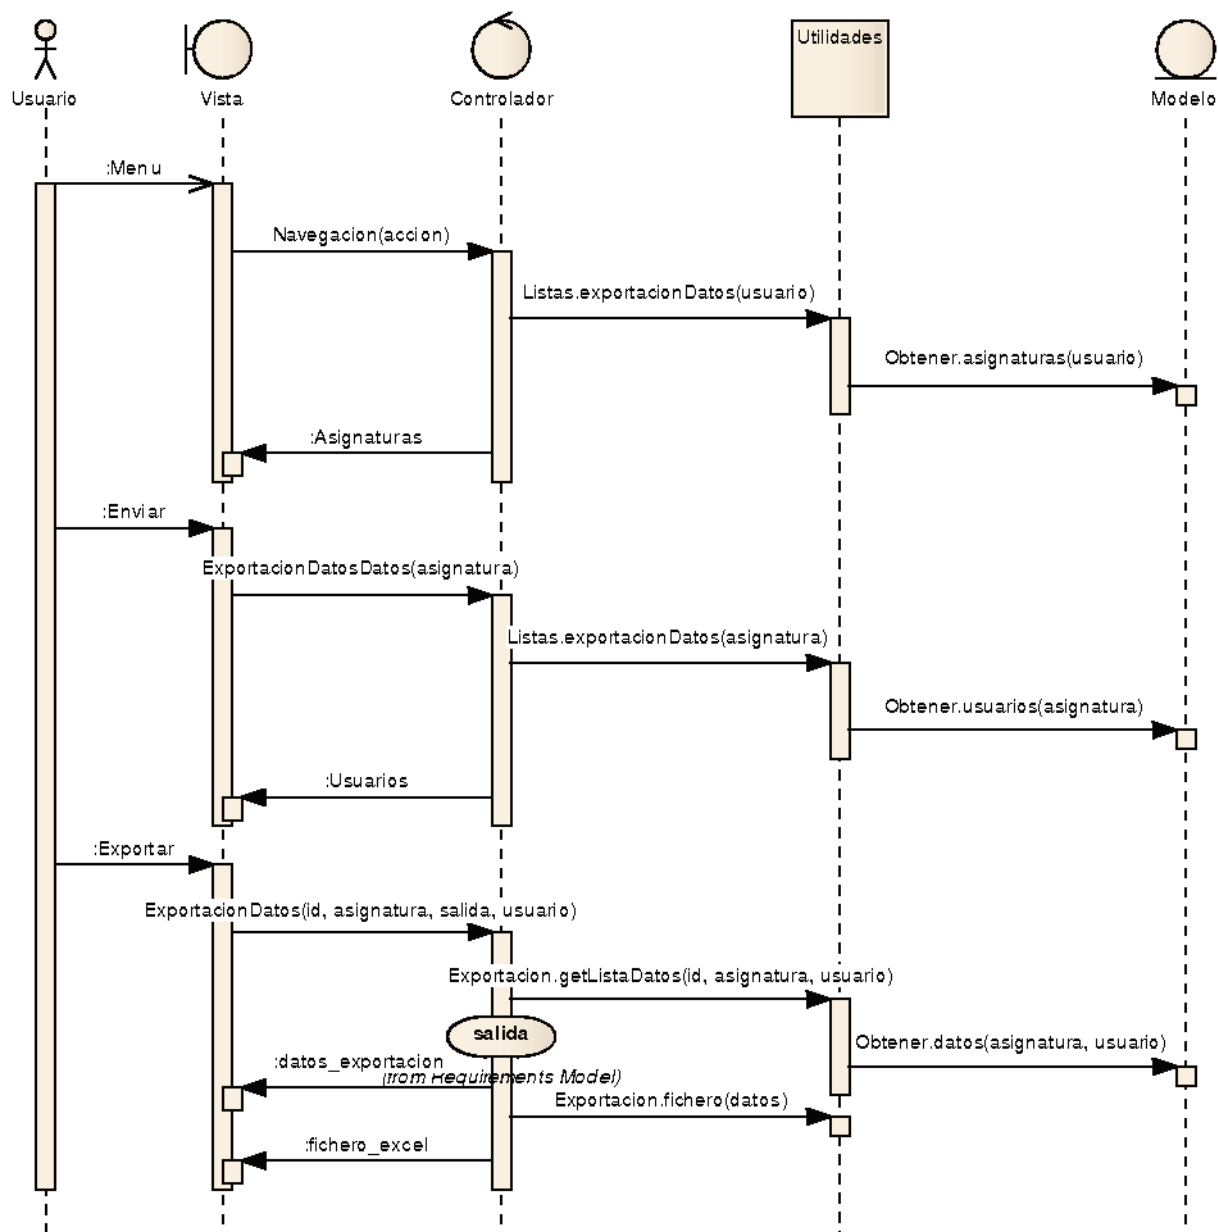 Utilidades
Usuario
Vista
Controlador
Modelo
:Menu
Navegacion(accion)
Listas.exportacionDatos(usuario)
Obtener.asignaturas(usuario)
:Asignaturas
:Enviar
ExportacionDatosDatos(asignatura)
Listas.exportacionDatos(asignatura)
Obtener.usuarios(asignatura)
:Usuarios
:Exportar
ExportacionDatos(id, asignatura, salida, usuario)
Exportacion.getListaDatos(id, asignatura, usuario)
salida
Obtener.datos(asignatura, usuario)
:datos_exportacion
(from Requirements Model)
Exportacion.fichero(datos)
:fichero_excel